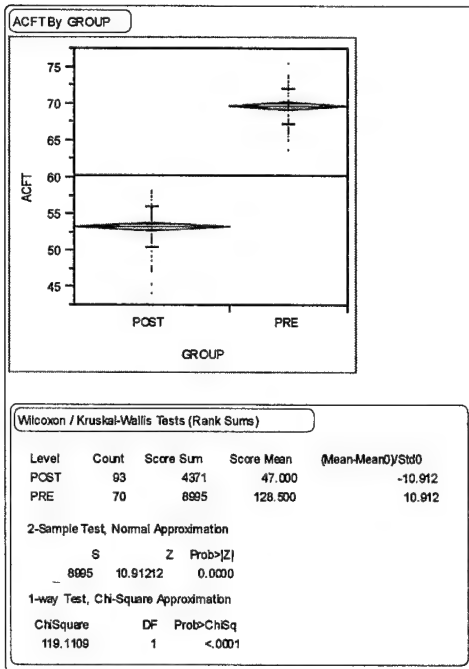 ACFT By GROUP
75
70
65
60
55
50
45
ACFT
POST PRE
GROUP
Wilcoxon / Kruskal-Wallis Tests (Rank Sums)
Level Count Score Sum Score Mean (Mean-Mean0)/Std0
POST 93 4371 47.000 -10.912
PRE 70 8995 128.500 10.912
2-Sample Test, Normal Approximation
S Z Prob>|Z|
8995 10.91212 0.0000
1-way Test, Chi-Square Approximation
ChiSquare DF Prob>ChiSq
119.1109 1 <.0001